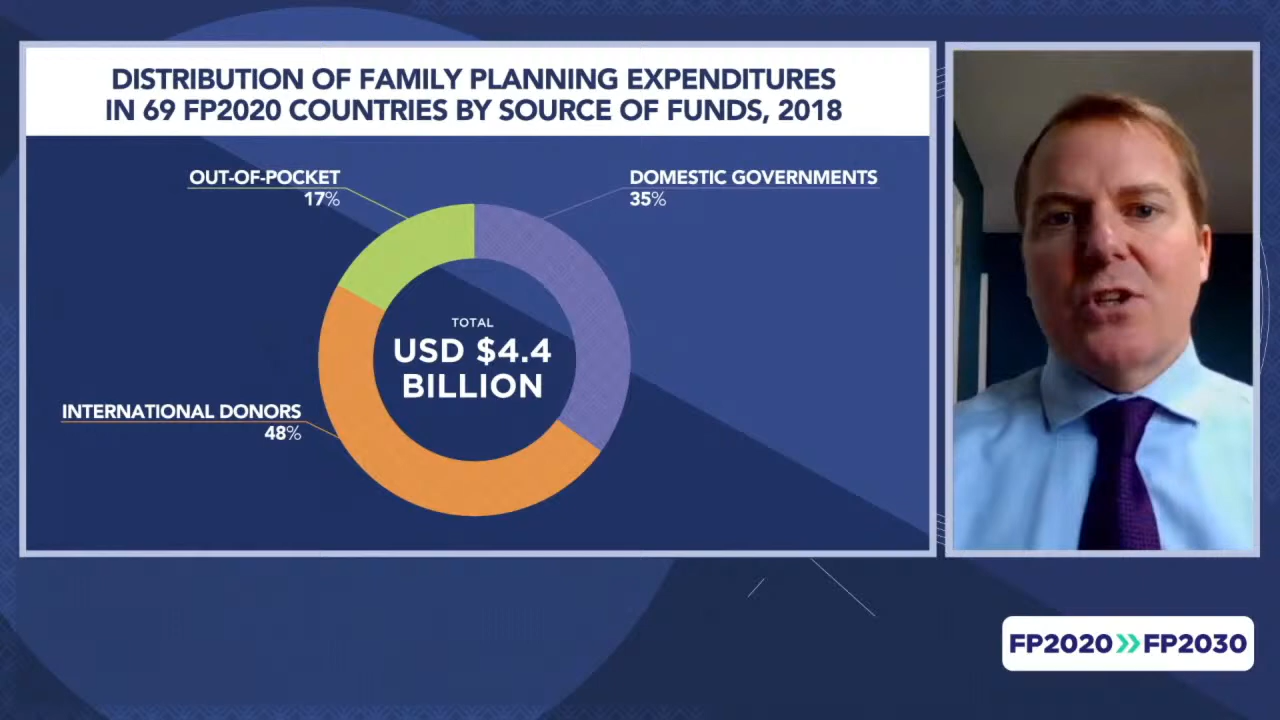 DISTRIBUTION OF FAMILY PLANNING EXPENDITURES
IN 69 FP2020 COUNTRIES BY SOURCE OF FUNDS, 2018
OUT-OF-POCKET
17%
DOMESTIC GOVERNMENTS
35%
TOTAL
USD $4.4
BILLION
INTERNATIONAL DONORS
48%
FP2020 >> FP2030